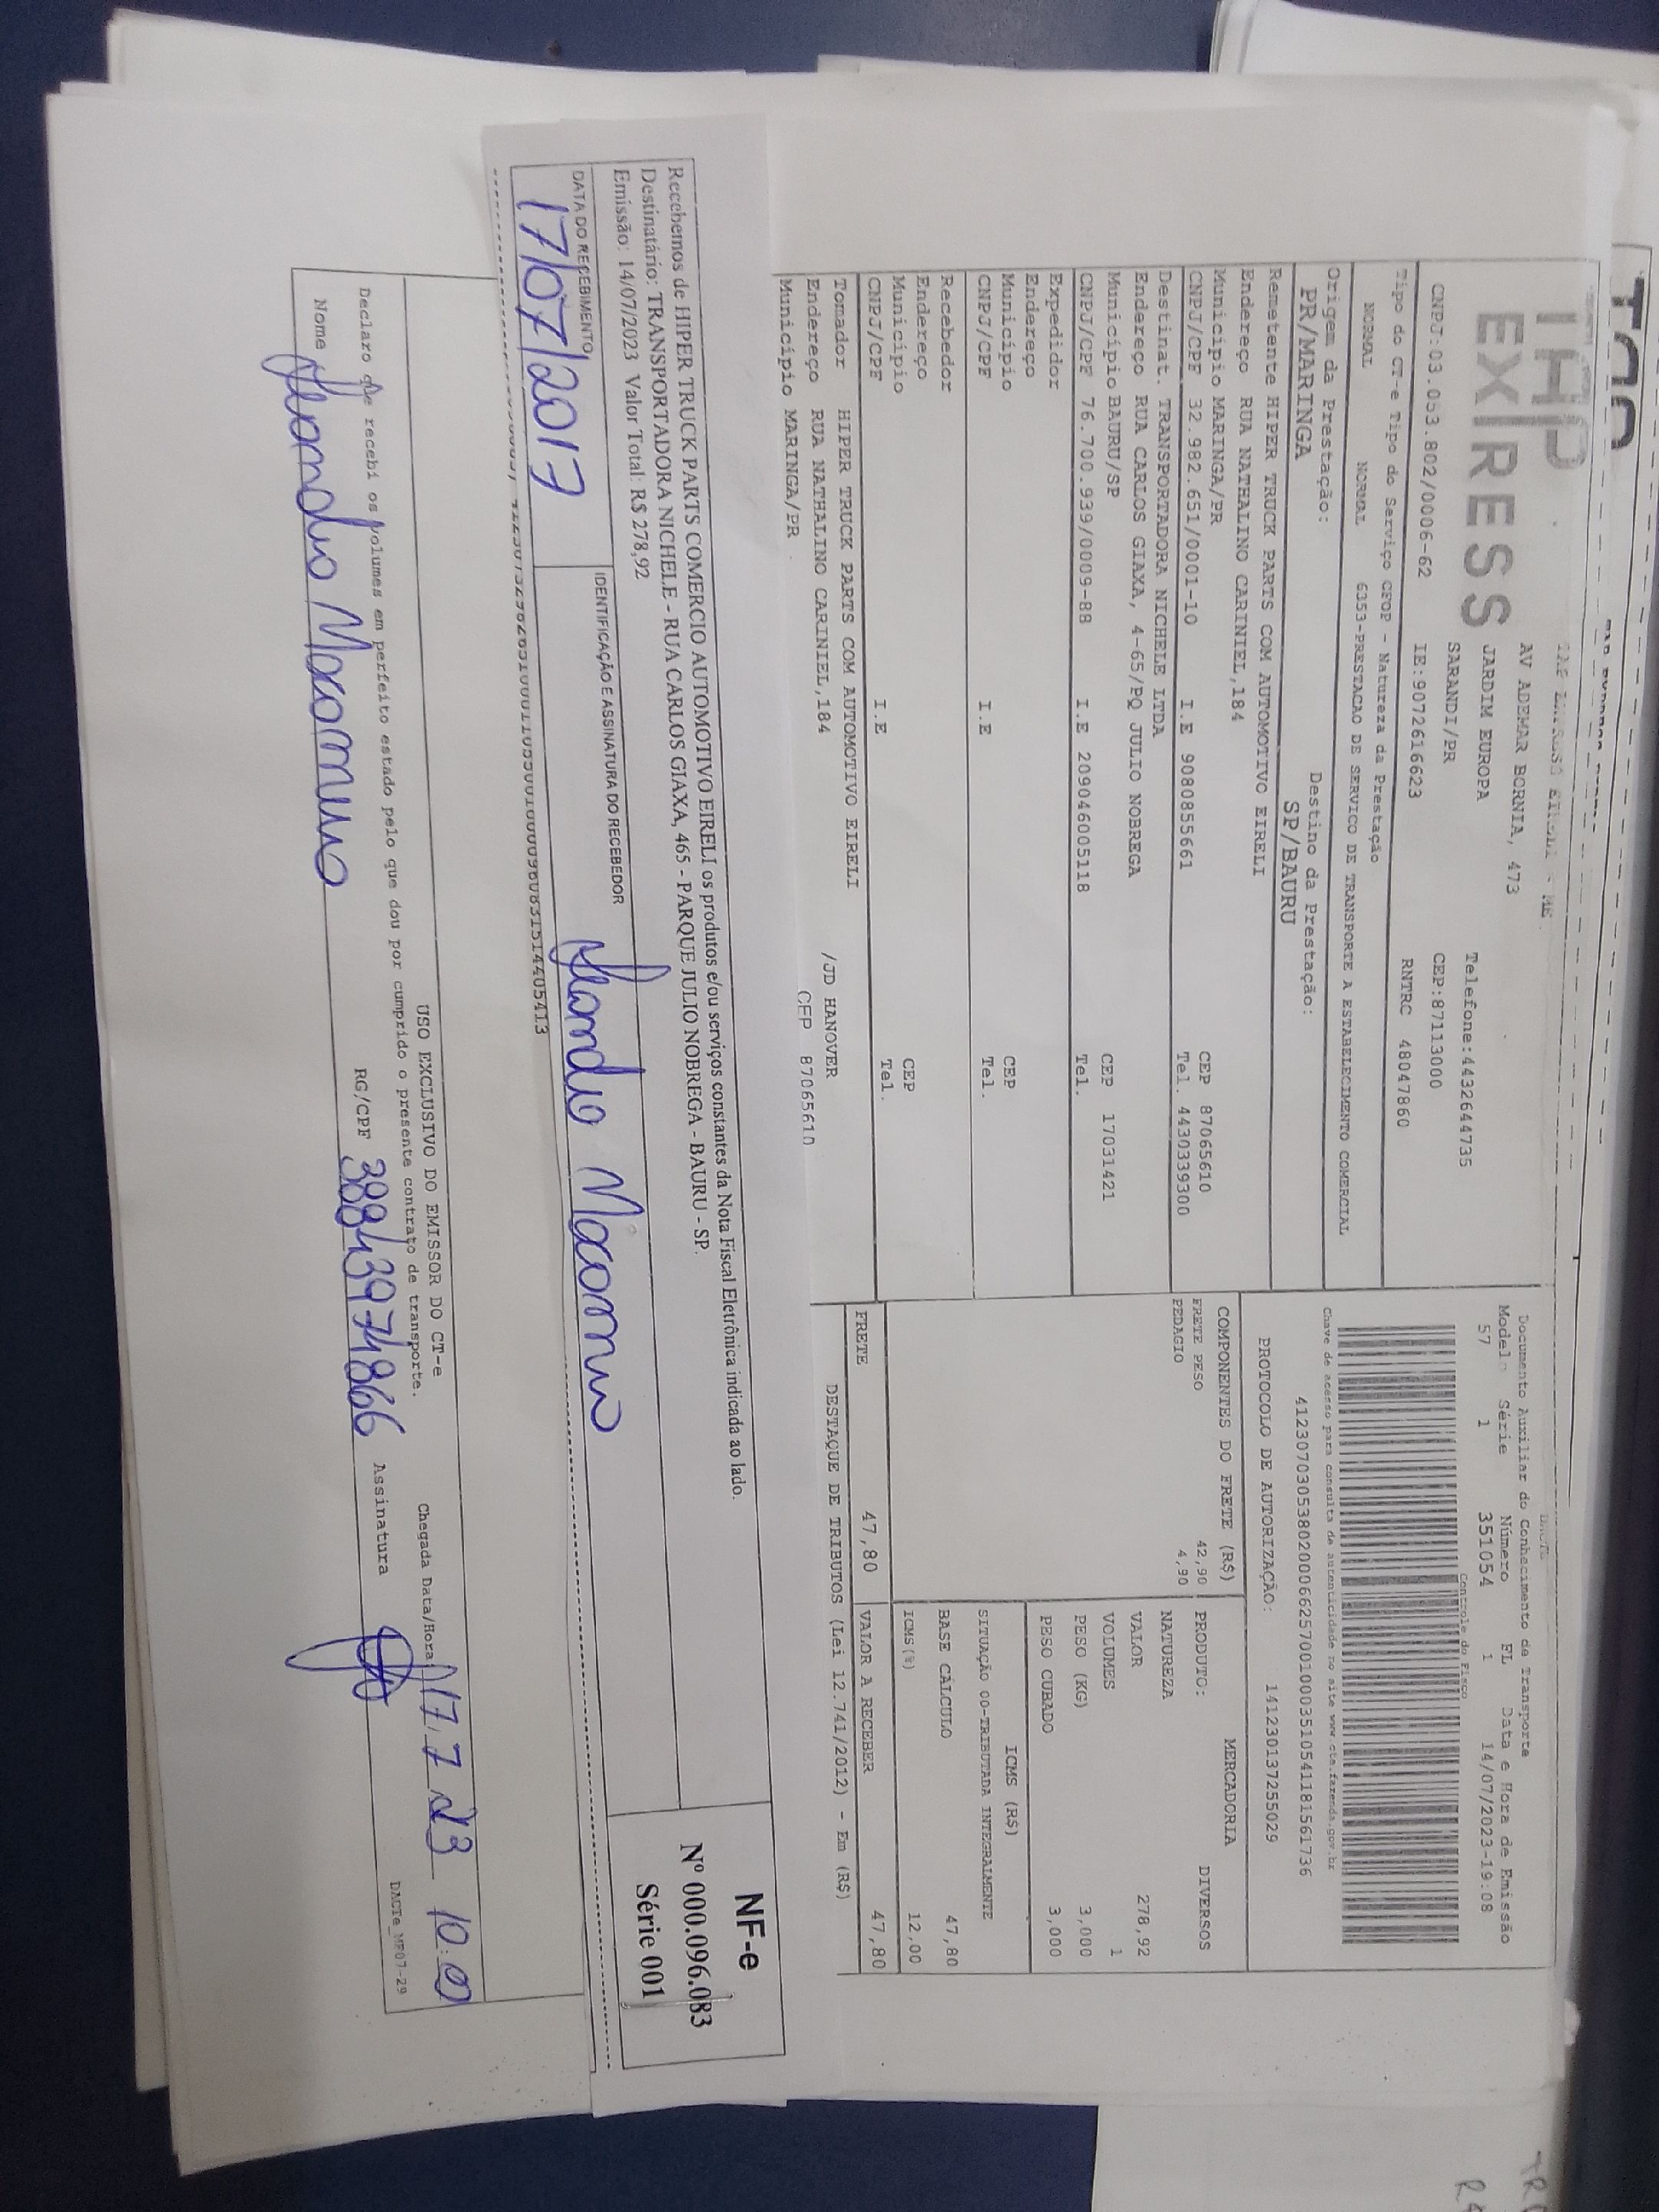 EXPRESS
AV ADEMAR BORNIA, 473
JARDIM EUROPA
SARANDI/PR
Telefone:4432644735
CEP:87113000
CNPJ:03.053.802/0006-62
IE:9072616623
RNTRC 48047860
Tipo do CT-e Tipo do Serviço CFOP - Natureza da Prestação
NORMAL NORMAL 6353-PRESTACAO DE SERVICO DE TRANSPORTE A ESTABELECIMENTO COMERCIAL
Origem da Prestação: Destino da Prestação:
PR/MARINGA SP/BAURU
Remetente HIPER TRUCK PARTS COM AUTOMOTIVO EIRELI
Endereço RUA NATHALINO CARINIEL,184
Município MARINGA/PR CEP 87065610
CNPJ/CPF 32.982.651/0001-10 I.E 9080855661 Tel. 4430339300
Destinat. TRANSPORTADORA NICHELE LTDA
Endereço RUA CARLOS GIAXA, 4-65/PQ JULIO NOBREGA
Município BAURU/SP CEP 17031421
CNPJ/CPF 76.700.939/0009-88 I.E 209046005118 Tel.
Expedidor
Endereço
Município CEP
CNPJ/CPF I.E Tel.
Recebedor
Endereço
Município CEP
CNPJ/CPF I.E Tel.
Tomador HIPER TRUCK PARTS COM AUTOMOTIVO EIRELI
Endereço RUA NATHALINO CARINIEL,184 /JD HANOVER
Município MARINGA/PR CEP 87065610
Documento Auxiliar do Conhecimento de Transporte
Modelo Série Número FL Data e Hora de Emissão
57 1 351054 1 14/07/2023-19:08
Controle do Fisco
Chave de acesso para consulta de autenticidade no site www.cte.fazenda.gov.br
41230703053802000662570010003510541181561736
PROTOCOLO DE AUTORIZAÇÃO: 141230137255029
COMPONENTES DO FRETE (R$)
FRETE PESO 42,90
PEDAGIO 4,90
MERCADORIA
PRODUTO: DIVERSOS
NATUREZA
VALOR 278,92
VOLUMES 1
PESO (KG) 3,000
PESO CUBADO 3,000
ICMS (R$)
SITUAÇÃO 00-TRIBUTADA INTEGRALMENTE
BASE CÁLCULO 47,80
ICMS(%) 12,00
FRETE 47,80 VALOR A RECEBER 47,80
DESTAQUE DE TRIBUTOS (Lei 12.741/2012) - Em (R$)
Recebemos de HIPER TRUCK PARTS COMERCIO AUTOMOTIVO EIRELI os produtos e/ou serviços constantes da Nota Fiscal Eletrônica indicada ao lado.
Destinatário: TRANSPORTADORA NICHELE - RUA CARLOS GIAXA, 465 - PARQUE JULIO NOBREGA - BAURU - SP.
Emissão: 14/07/2023 Valor Total: R$ 278,92
DATA DO RECEBIMENTO IDENTIFICAÇÃO E ASSINATURA DO RECEBEDOR
17/07/2017
NF-e
Nº 000.096.083
Série 001
USO EXCLUSIVO DO EMISSOR DO CT-e
Chegada Data/Hora 17.7.23 10:00
Declaro que recebi os volumes em perfeito estado pelo que dou por cumprido o presente contrato de transporte.
Nome RG/CPF 38843974866 Assinatura
DACTe_MF07-29